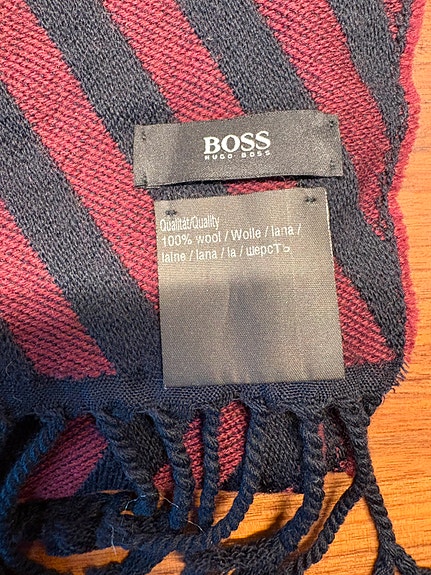 BOSS
HUGO BOSS
Qualität/Quality
100% wool / Wolle / lana /
laine / lana / la / шерсть